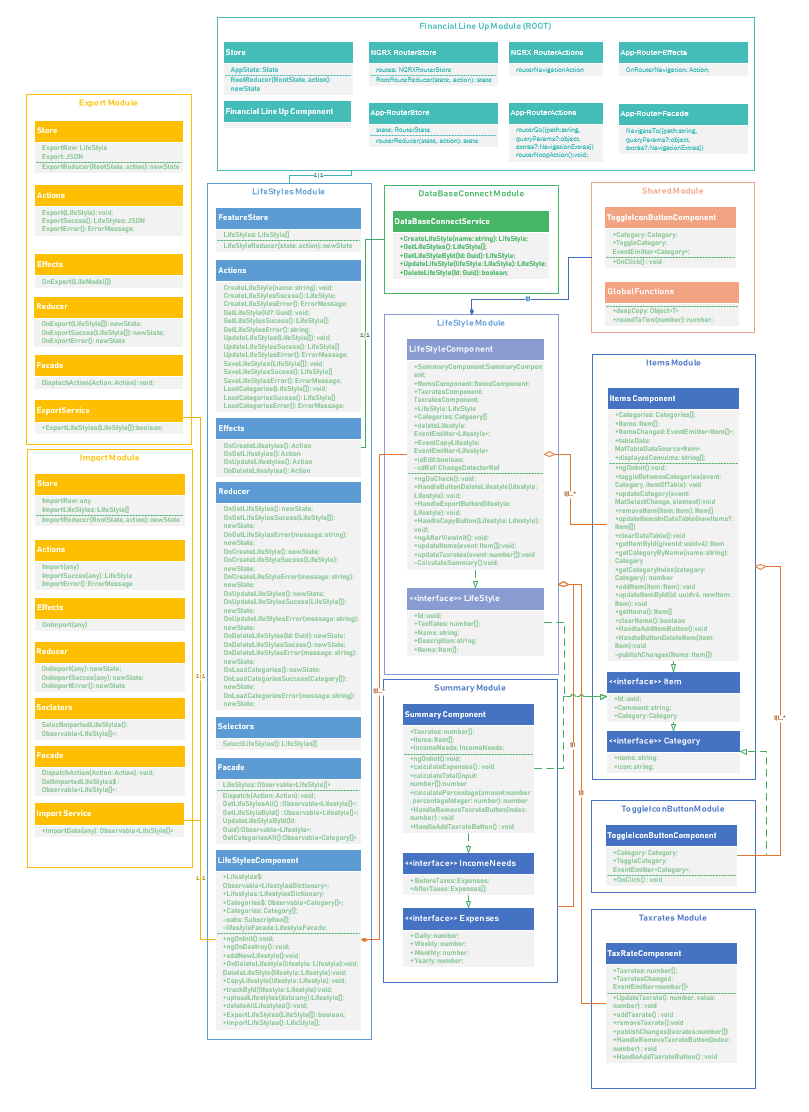 Financial Line Up Module (ROOT)
Store
AppState: State
RootReducer(RootState, action):
newState
Financial Line Up Component
NGRX RouterStore
routes: NGRXRouterStore
RootRouteReducer(state, action): state
NGRX RouterActions
routerNavigationAction
App-Router-Effects
OnRouterNavigation: Action;
App-RouterStore
state: RouterState
routerReducer(state, action): state
App-RouterActions
routerGo({path:string,
queryParams?:object,
extras?:NavigationExtras})
routerNoopAction():void;
App-Router-Facade
NavigateTo({path:string,
queryParams?:object,
extras?:NavigationExtras})
Export Module
Store
ExportRaw: LifeStyle
Export: JSON
ExportReducer(RootState, action): newState
Actions
Export(LifeStyle): void;
ExportSucess(): LifeStyles: JSON
ExportError(): ErrorMessage;
Effects
OnExport(LifeModel[])
Reducer
OnExport(LifeStyle[]): newState;
OnExportSucces(LifeStyle[]): newState;
OnExportError(): newState
Facade
DisptachAction(Action: Action): void;
ExportService
+ExportLifeStyles(LifeStyle[]):boolean;
Import Module
Store
ImportRaw: any
ImportLifeStyles: LifeStyle[]
ImportReducer(RootState, action): newState
Actions
Import(any)
ImportSucces(any): LifeStyle
ImportError(): ErrorMessage
Effects
OnImport(any)
Reducer
OnImport(any): newState;
OnImportSucces(any): newState;
OnImportError(): newState
Secletors
SelectImportedLifeStyles():
Observable<LifeStyle[]>;
Facade
DispatchAction(Action: Action): void;
GetImportedLifeStyles$ :
Observable<LifeStyle[]>;
Import Service
+ImportData(any): Observable<LifeStyle[]>
1|1
LifeStyles Module
FeatureStore
LifeStyles: LifeStyle[]
LifeStyleReducer(state, action): newState
Actions
CreateLifeStyle(name: string): void;
CreateLifeStylesSucess(): LifeStyle;
CreateLifeStylesError(): ErrorMessage;
GetLifeStyle(Id?: Guid): void;
GetLifeStylesSucess(): LifeStyle[]
GetLifeStylesError(): string;
UpdateLifeStyles(LifeStyle[]): void;
UpdateLifeStylesSucess(): LifeStyle[]
UpdateLifeStylesError(): ErrorMessage;
SaveLifeStyles(LifeStyle[]): void;
SaveLifeStylesSucess(): LifeStyle[]
SaveLifeStylesError(): ErrorMessage;
LoadCategories(LifeStyle[]): void;
LoadCategoriesSucess(): LifeStyle[]
LoadCategoriesError(): ErrorMessage;
Effects
OnCreateLifestyles(): Action
OnGetLifeStyles(): Action
OnUpdateLifeStyles(): Action
OnDeleteLifeStyles(): Action
Reducer
OnGetLifeStyles(): newState;
OnGetLifeStylesSuccess(LifeStyle[]):
newState;
OnGetLifeStylesError(message: string):
newState;
OnCreateLifeStyle(): newState;
OnCreateLifeStyleSucess(LifeStyle):
newState;
OnCreateLifeStyleError(message: string):
newState;
OnUpdateLifeStyles(): newState;
OnUpdateLifeStylesSuccess(LifeStyle[]):
newState;
OnUpdateLifeStylesError(message: string):
newState;
OnDeleteLifeStyles(Id: Guid): newState;
OnDeleteLifeStylesSucess(): newState;
OnDeleteLifeStylesError(message: string):
newState;
OnLoadCategories(): newState;
OnLoadCategoriesSuccess(Category[]):
newState;
OnLoadCategoriesError(message: string):
newState;
Selectors
SelectLifeStyles(): LifeStyles[]
Facade
LifeStyles: Observable<LifeStyle[]>
Dispatch(Action: Action): void;
GetLifeStylesAll() : Observable<Lifestyle[]>;
GetLifeStyleById() : Observable<Lifestyle[]>;
UpdateLifeStyleById(Id:
Guid):Observable<Lifestyle>;
GetCategoriesAll(): Observable<Category[]>
LifeStylesComponent
+Lifestyles$:
Observable<LifestylesDictionary>;
+Lifestyles: LifestylesDictionary;
+Categories$: Observable<Category[]>;
+Categories: Category[];
-subs: Subscription[];
-lifestyleFacade:LifestyleFacade;
+ngOnInit():void;
+ngOnDestroy(): void;
+addNewLifestyle():void;
+OnDeleteLifestyle(lifestyle: Lifestyle):void;
DeleteLifeStyle(lifestyle: Lifestyle):void;
+CopyLifestyle(lifestyle: Lifestyle): void;
+trackById(lifestyle: Lifestyle):void;
+uploadLifestyles(data:any):Lifestyle[];
+deleteAllLifestyles(): void;
+ExportLifeStyles(LifeStyle[]): boolean;
+ImportLifeStyles(): LifeStyle[];
1|1
1|1
1|1
DataBaseConnect Module
DataBaseConnectService
+CreateLifeStyle(name: string): LifeStyle;
+GetLifeStyles(): LifeStyle[];
+GetLifeStyleById(Id: Guid): LifeStyle;
+UpdateLifeStyle(lifeStyle: LifeStyle): LifeStyle;
+DeleteLifeStyle(Id: Guid): boolean;
LifeStyle Module
LifeStyleComponent
+SummaryComponent:SummaryCompon
ent;
+ItemsComponent: ItemsComponent;
+TaxratesComponent:
TaxratesComponent;
+LifeStyle: LifeStyle
+Categories: Catgeory[]
+deleteLifestyle:
EventEmitter<Lifestyle>;
+EventCopyLifestyle:
EventEmitter<Lifestyle>
+isEdit:boolean;
-cdRef: ChangeDetectorRef
+ngDoCheck(): void ;
+HandleButtonDeleteLifestyle(lifestyle:
Lifestyle): void;
+HandleExportButton(lifestyle:
Lifestyle): void;
+HandleCopyButton(Lifestyle: Lifestyle):
void;
+ngAfterViewInit(): void;
+updateItems(event: Item[]): void;
+updateTaxrates(event: number[]):void
-CalculateSummary():void;
<<interface>> LifeStyle
+Id: uuid;
+TaxRates: number[];
+Name: string;
+Description: string;
+Items: Item[];
Summary Module
Summary Component
+Taxrates: number[];
+Items: Item[];
+IncomeNeeds: IncomeNeeds;
+ngOnInit():void;
+calculateExpenses() : void;
+calculateTotal(input:
number[]):number
+calculatePercentage(amount:number
, percentageInteger: number): number
+HandleRemoveTaxrateButton(index:
number) : void;
+HandleAddTaxrateButton() : void;
<<interface>> IncomeNeeds
+BeforeTaxes: Expenses;
+AfterTaxes: Expenses[];
<<interface>> Expenses
+ Daily: number;
+ Weekly: number;
+ Monthly: number;
+ Yearly: number;
Shared Module
ToggleIconButtonComponent
+Category: Category;
+ToggleCategory:
EventEmitter<Category>;
+OnClick() : void
GlobalFunctions
+deepCopy: Object<T>
+roundToTwo(number): number;
Items Module
Items Component
+Categories: Categories[];
+Items: Item[];
+ItemsChanged: EventEmitter<Item[]>;
+tableData:
MatTableDataSource<Item>
+displayedComulms: string[];
+ngOnInit():void;
+toggleBetweenCategories(event:
Category, itemOfTable): void
+updateCategory(event:
MatSelectChange, element):void
+removeItem(item: Item): Item[]
+updateItemsInDataTable(newItems?:
Item[])
+clearDataTable():void
+getItemById(givenId: uuidv4): Item
+getCategoryByName(name: string):
Category
+getCategoryIndex(category:
Category): number
+addItem(item: Item): void
+updateItemById(id: uuidv4, newItem:
Item):void
+getItems(): Item[]
+clearItems(): boolean
+HandleAddItemButton():void
+HandleButtonDeleteItem(item:
Item):void
-publishChanges(Items: Item[])
<<interface>> Item
+Id: uuid;
+Comment: string;
+Category: Category
<<interface>> Category
+name: string;
+icon: string;
ToggleIconButtonModule
ToggleIconButtonComponent
+Category: Category;
+ToggleCategory:
EventEmitter<Category>;
+OnClick() : void
Taxrates Module
TaxRateComponent
+Taxrates: number[];
+TaxratesChanged:
EventEmitter<number[]>
+UpdateTaxrate(: number, value:
number) : void
+addTaxrate() : void
+removeTaxrate():void
+publishChanges(taxrates:number[])
+HandleRemoveTaxrateButton(index:
number) : void;
+HandleAddTaxrateButton() : void;